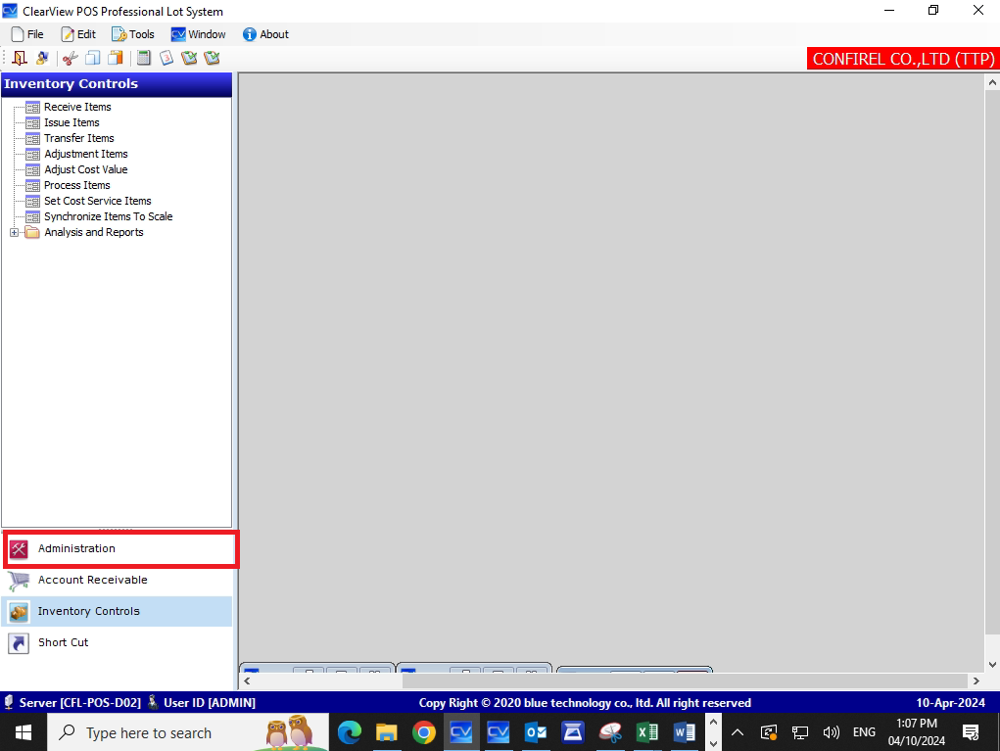 ClearView POS Professional Lot System
File Edit Tools Window About
CONFIREL CO.,LTD (TTP)
Inventory Controls
Receive Items
Issue Items
Transfer Items
Adjustment Items
Adjust Cost Value
Process Items
Set Cost Service Items
Synchronize Items To Scale
Analysis and Reports
Administration
Account Receivable
Inventory Controls
Short Cut
Server [CFL-POS-D02] User ID [ADMIN] Copy Right © 2020 blue technology co., ltd. All right reserved 10-Apr-2024
Type here to search
ENG
1:07 PM
04/10/2024